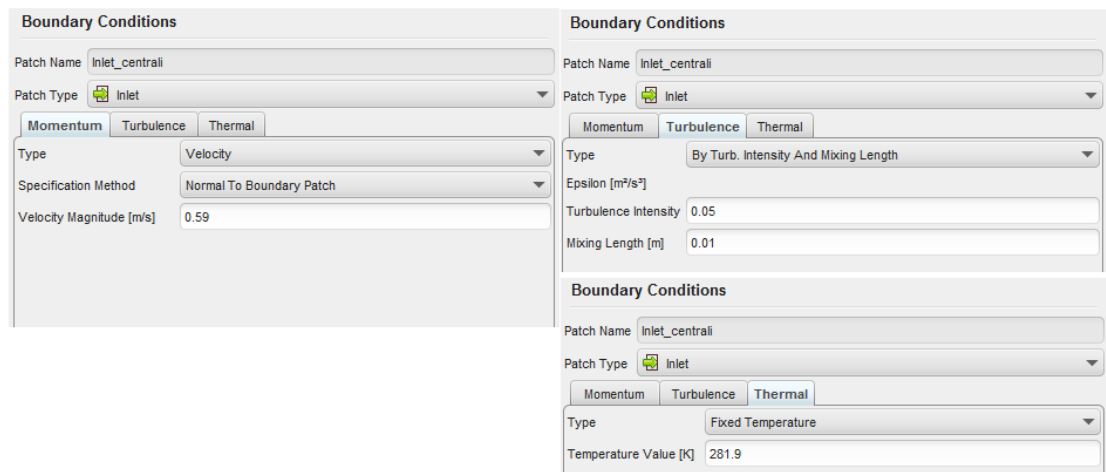 Boundary Conditions
Patch Name Inlet_centrali
Patch Type Inlet
Momentum Turbulence Thermal
Type Velocity
Specification Method Normal To Boundary Patch
Velocity Magnitude [m/s] 0.59
Boundary Conditions
Patch Name Inlet_centrali
Patch Type Inlet
Momentum Turbulence Thermal
Type By Turb. Intensity And Mixing Length
Epsilon [m²/s³]
Turbulence Intensity 0.05
Mixing Length [m] 0.01
Boundary Conditions
Patch Name Inlet_centrali
Patch Type Inlet
Momentum Turbulence Thermal
Type Fixed Temperature
Temperature Value [K] 281.9